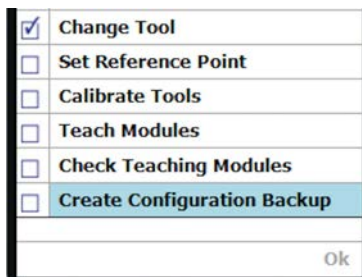 Change Tool
Set Reference Point
Calibrate Tools
Teach Modules
Check Teaching Modules
Create Configuration Backup
Ok